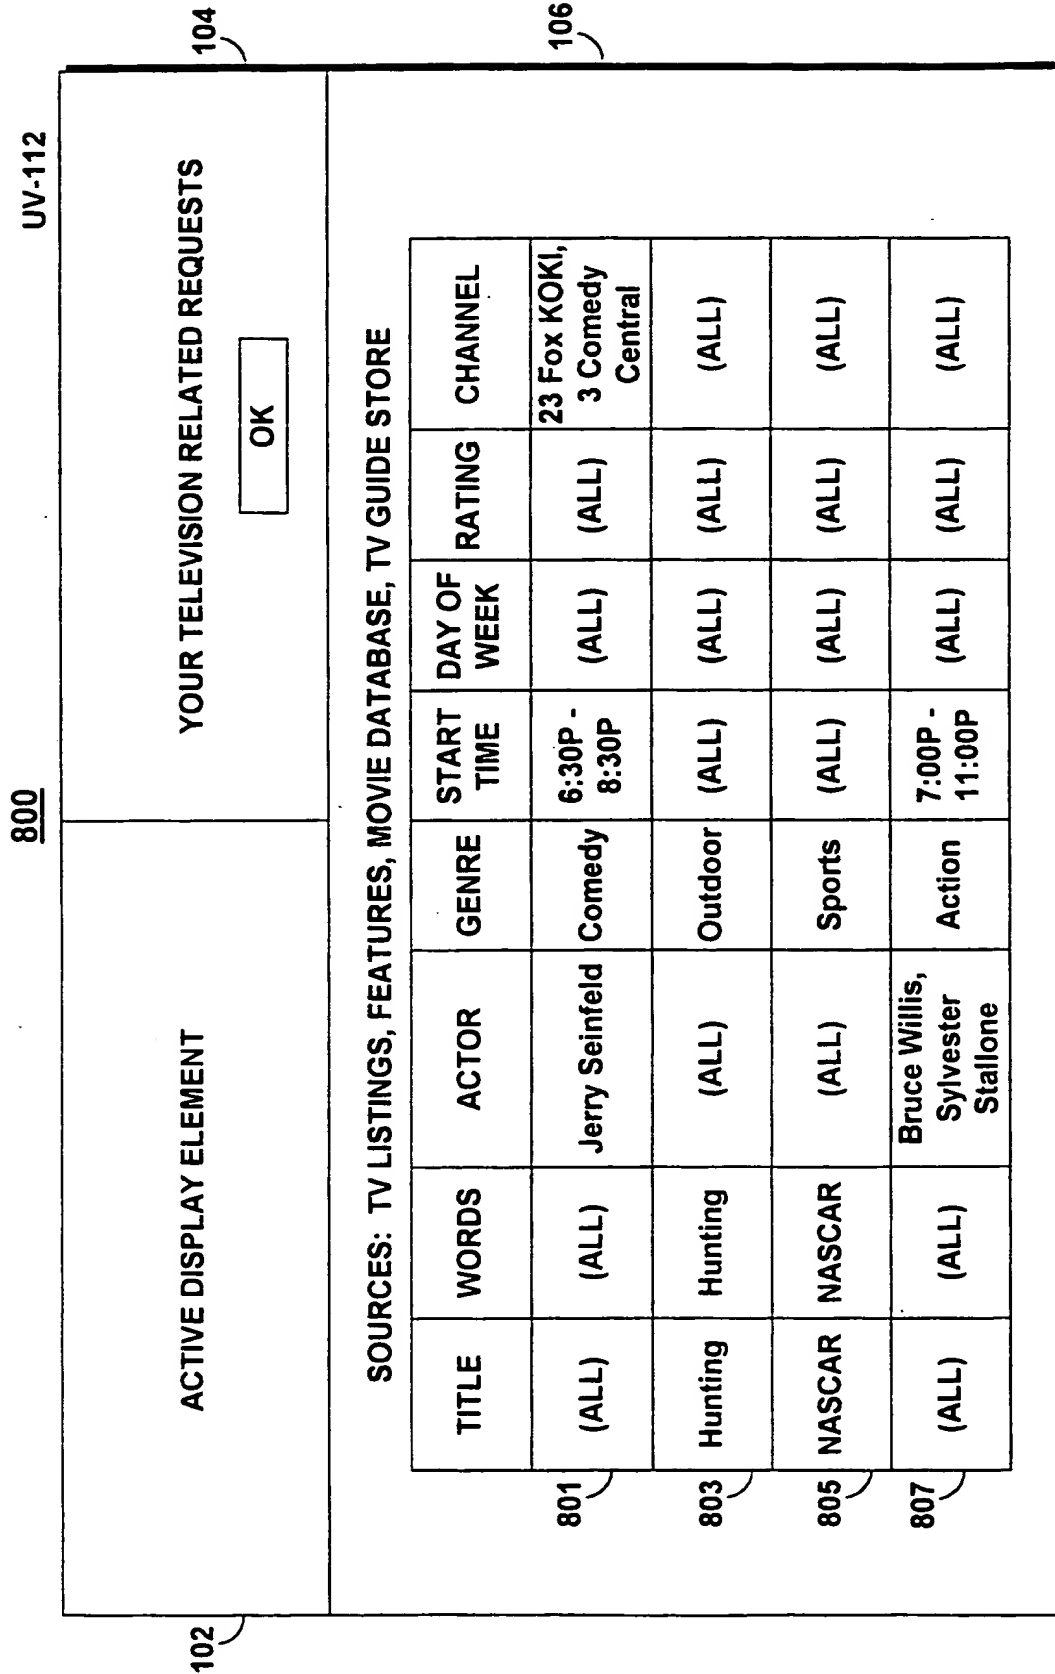 800
UV-112
ACTIVE DISPLAY ELEMENT
YOUR TELEVISION RELATED REQUESTS
OK
102
104
SOURCES: TV LISTINGS, FEATURES, MOVIE DATABASE, TV GUIDE STORE
106
TITLE WORDS ACTOR GENRE START TIME DAY OF WEEK RATING CHANNEL
801 (ALL) (ALL) Jerry Seinfeld Comedy 6:30P - 8:30P (ALL) (ALL) 23 Fox KOKI, 3 Comedy Central
803 Hunting Hunting (ALL) Outdoor (ALL) (ALL) (ALL) (ALL)
805 NASCAR NASCAR (ALL) Sports (ALL) (ALL) (ALL) (ALL)
807 (ALL) (ALL) Bruce Willis, Sylvester Stallone Action 7:00P - 11:00P (ALL) (ALL) (ALL)